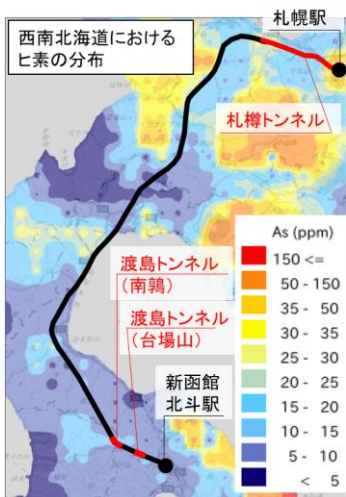 札幌駅
西南北海道における
ヒ素の分布
札樽トンネル
As (ppm)
150 <=
50 - 150
35 - 50
30 - 35
25 - 30
20 - 25
15 - 20
10 - 15
5 - 10
< 5
渡島トンネル
(南鶉)
渡島トンネル
(台場山)
新函館
北斗駅